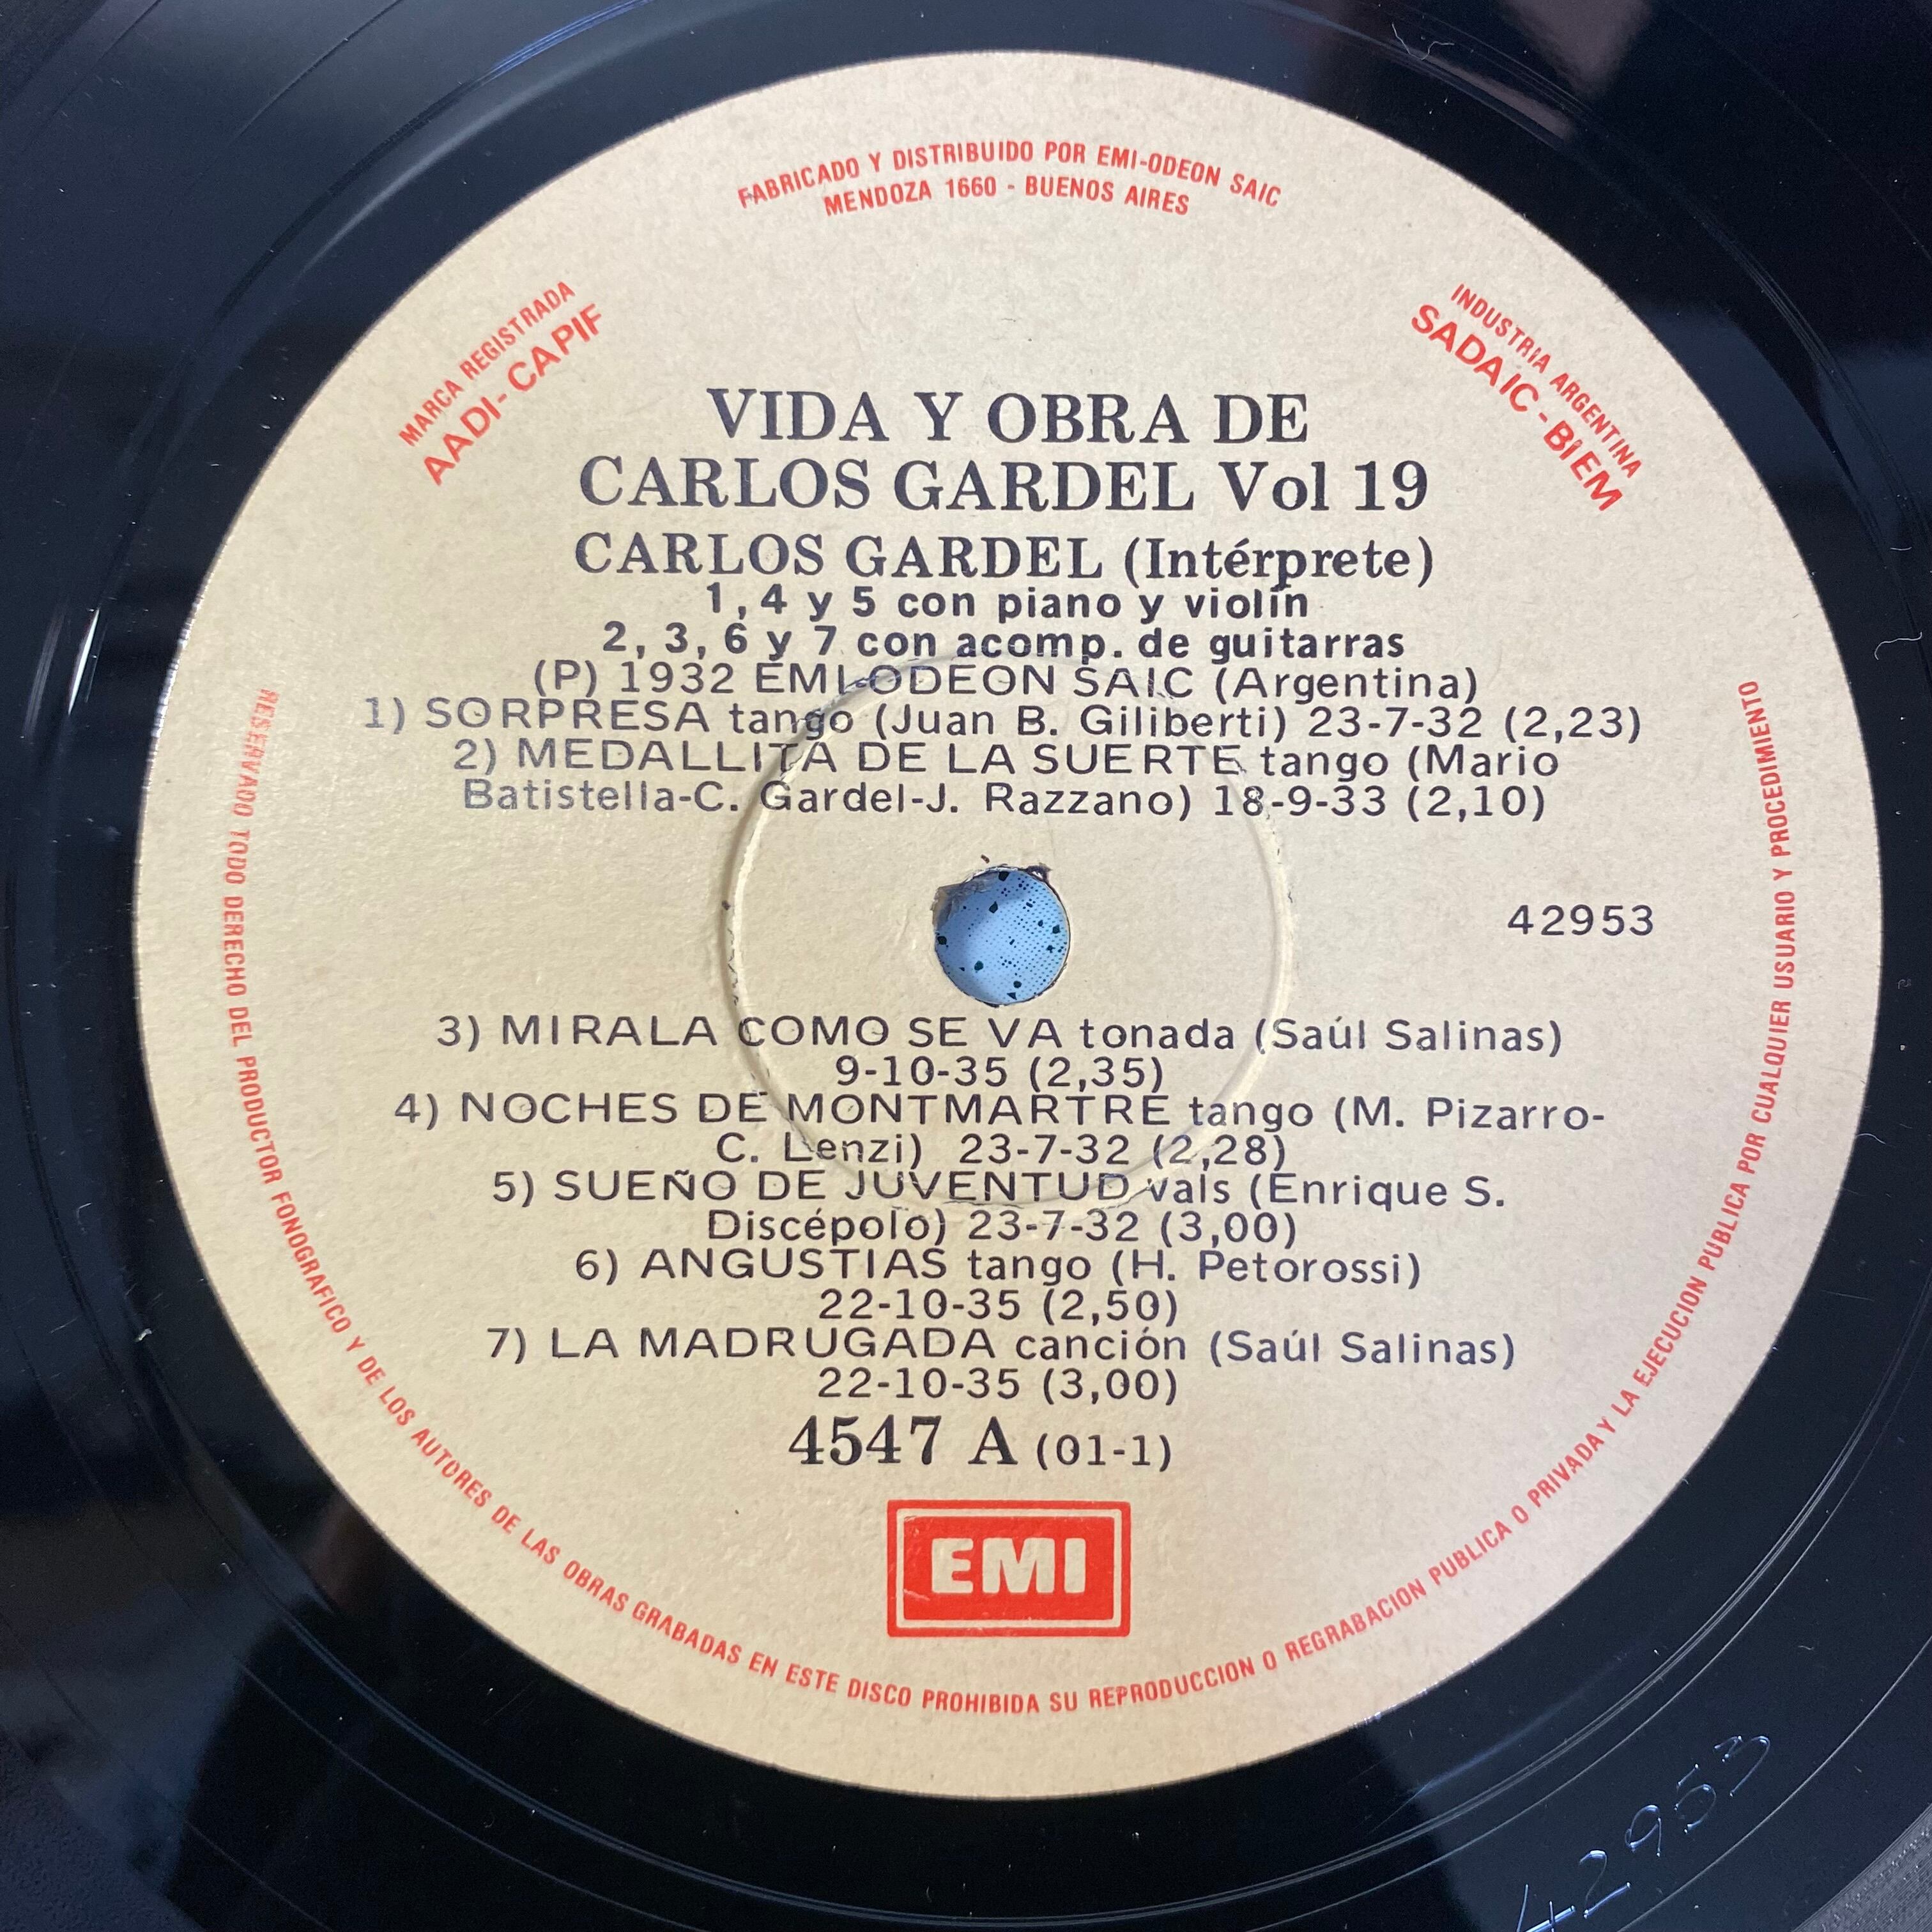 FABRICADO Y DISTRIBUIDO POR EMI-ODEON SAIC
MENDOZA 1660 - BUENOS AIRES
MARCA REGISTRADA
AADI-CAPIF
INDUSTRIA ARGENTINA
SADAIC-BIEM
VIDA Y OBRA DE
CARLOS GARDEL Vol 19
CARLOS GARDEL (Intérprete)
1, 4 y 5 con piano y violín
2, 3, 6 y 7 con acomp. de guitarras
(P) 1932 EMI-ODEON SAIC (Argentina)
1) SORPRESA tango (Juan B. Giliberti) 23-7-32 (2,23)
2) MEDALLITA DE LA SUERTE tango (Mario
Batistella-C. Gardel-J. Razzano) 18-9-33 (2,10)
42953
3) MIRALA COMO SE VA tonada (Saúl Salinas)
9-10-35 (2,35)
4) NOCHES DE MONTMARTRE tango (M. Pizarro-
C. Lenzi) 23-7-32 (2,28)
5) SUEÑO DE JUVENTUD vals (Enrique S.
Discépolo) 23-7-32 (3,00)
6) ANGUSTIAS tango (H. Petorossi)
22-10-35 (2,50)
7) LA MADRUGADA canción (Saúl Salinas)
22-10-35 (3,00)
4547 A (01-1)
EMI
RESERVADO TODO DERECHO DEL PRODUCTOR FONOGRAFICO Y DE LOS AUTORES DE LAS OBRAS GRABADAS EN ESTE DISCO PROHIBIDA SU REPRODUCCION O REGRABACION PUBLICA O PRIVADA Y LA EJECUCION PUBLICA POR CUALQUIER USUARIO Y PROCEDIMIENTO
42953